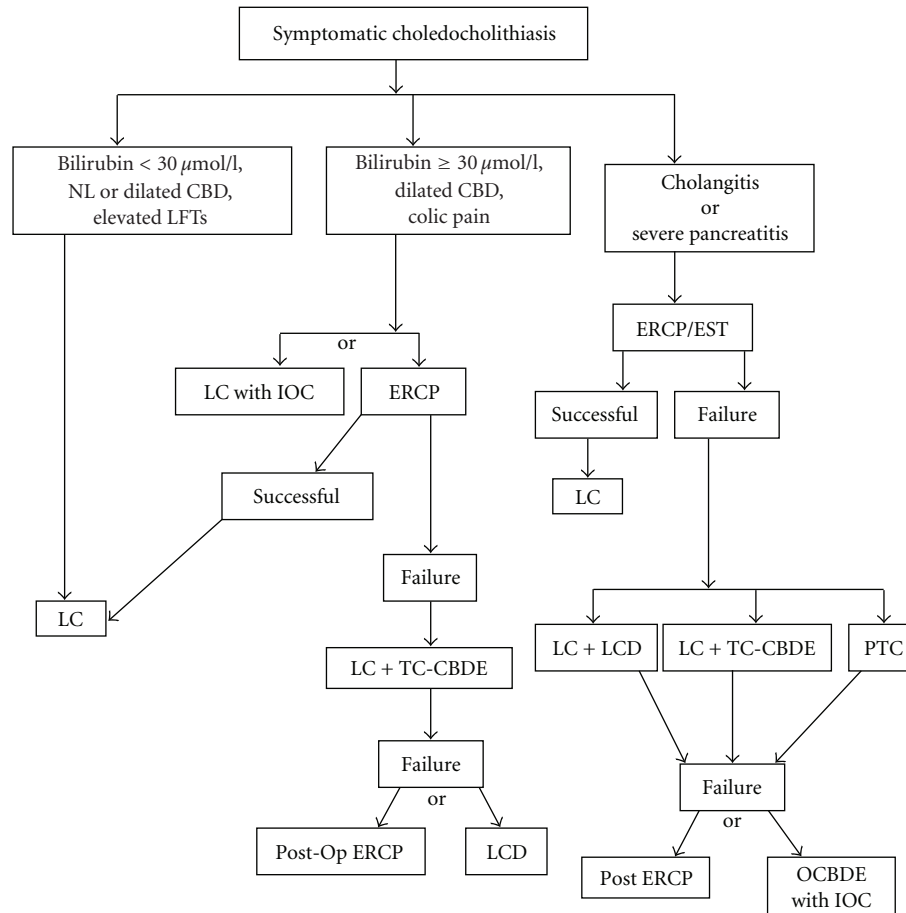 Symptomatic choledocholithiasis
Bilirubin < 30 μmol/l,
NL or dilated CBD,
elevated LFTs
Bilirubin ≥ 30 μmol/l,
dilated CBD,
colic pain
Cholangitis
or
severe pancreatitis
ERCP/EST
or
LC with IOC
ERCP
Successful
Failure
LC
Successful
Failure
LC
LC + TC-CBDE
LC + LCD
LC + TC-CBDE
PTC
Failure
or
Post-Op ERCP
LCD
Failure
or
Post ERCP
OCBDE
with IOC